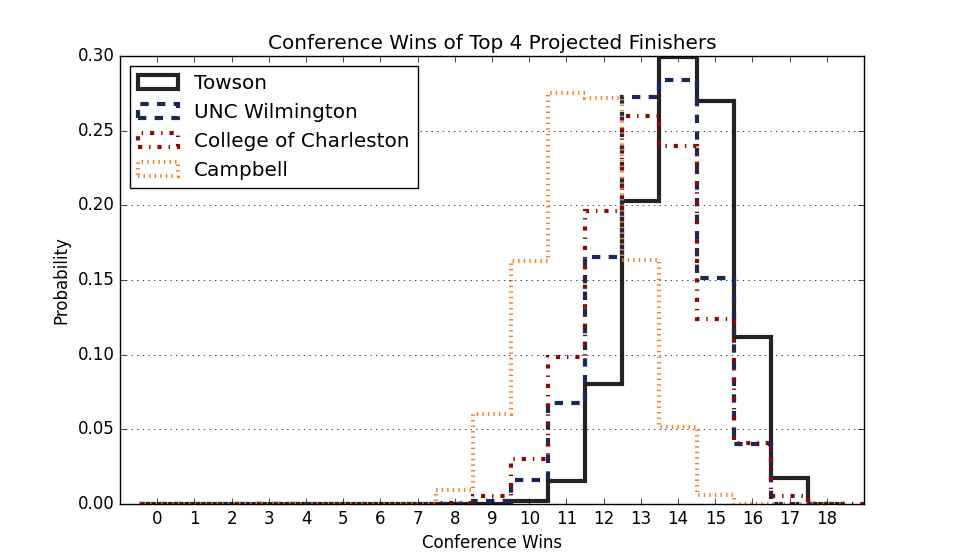 Conference Wins of Top 4 Projected Finishers
0.30
0.25
0.20
0.15
0.10
0.05
0.00
Probability
Towson
UNC Wilmington
College of Charleston
Campbell
0 1 2 3 4 5 6 7 8 9 10 11 12 13 14 15 16 17 18
Conference Wins